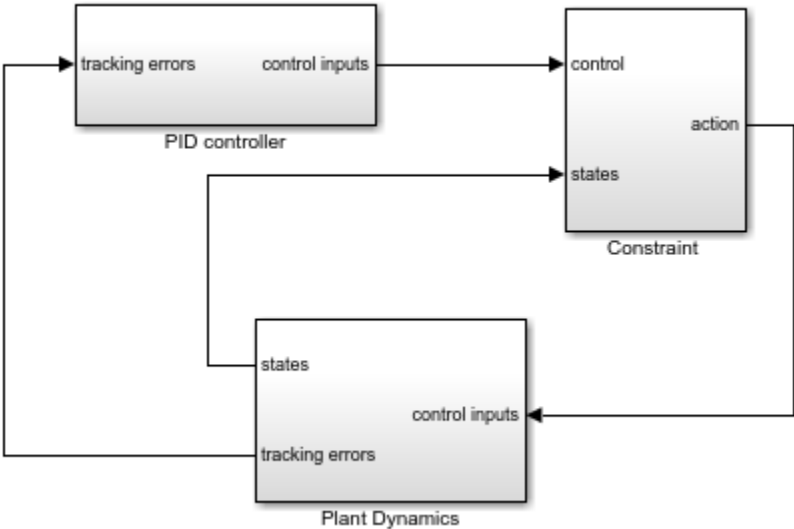 tracking errors control inputs
PID controller
control
action
states
Constraint
states
control inputs
tracking errors
Plant Dynamics